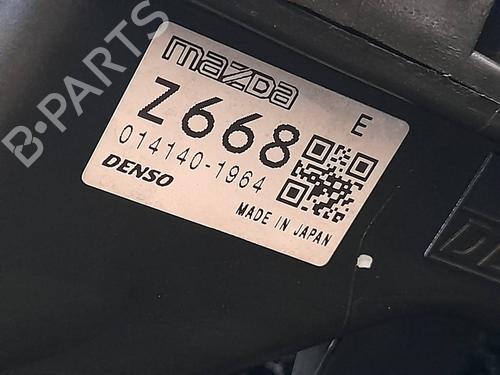 B-PARTS
mazda
E
Z668
014140-1964
DENSO
MADE IN JAPAN